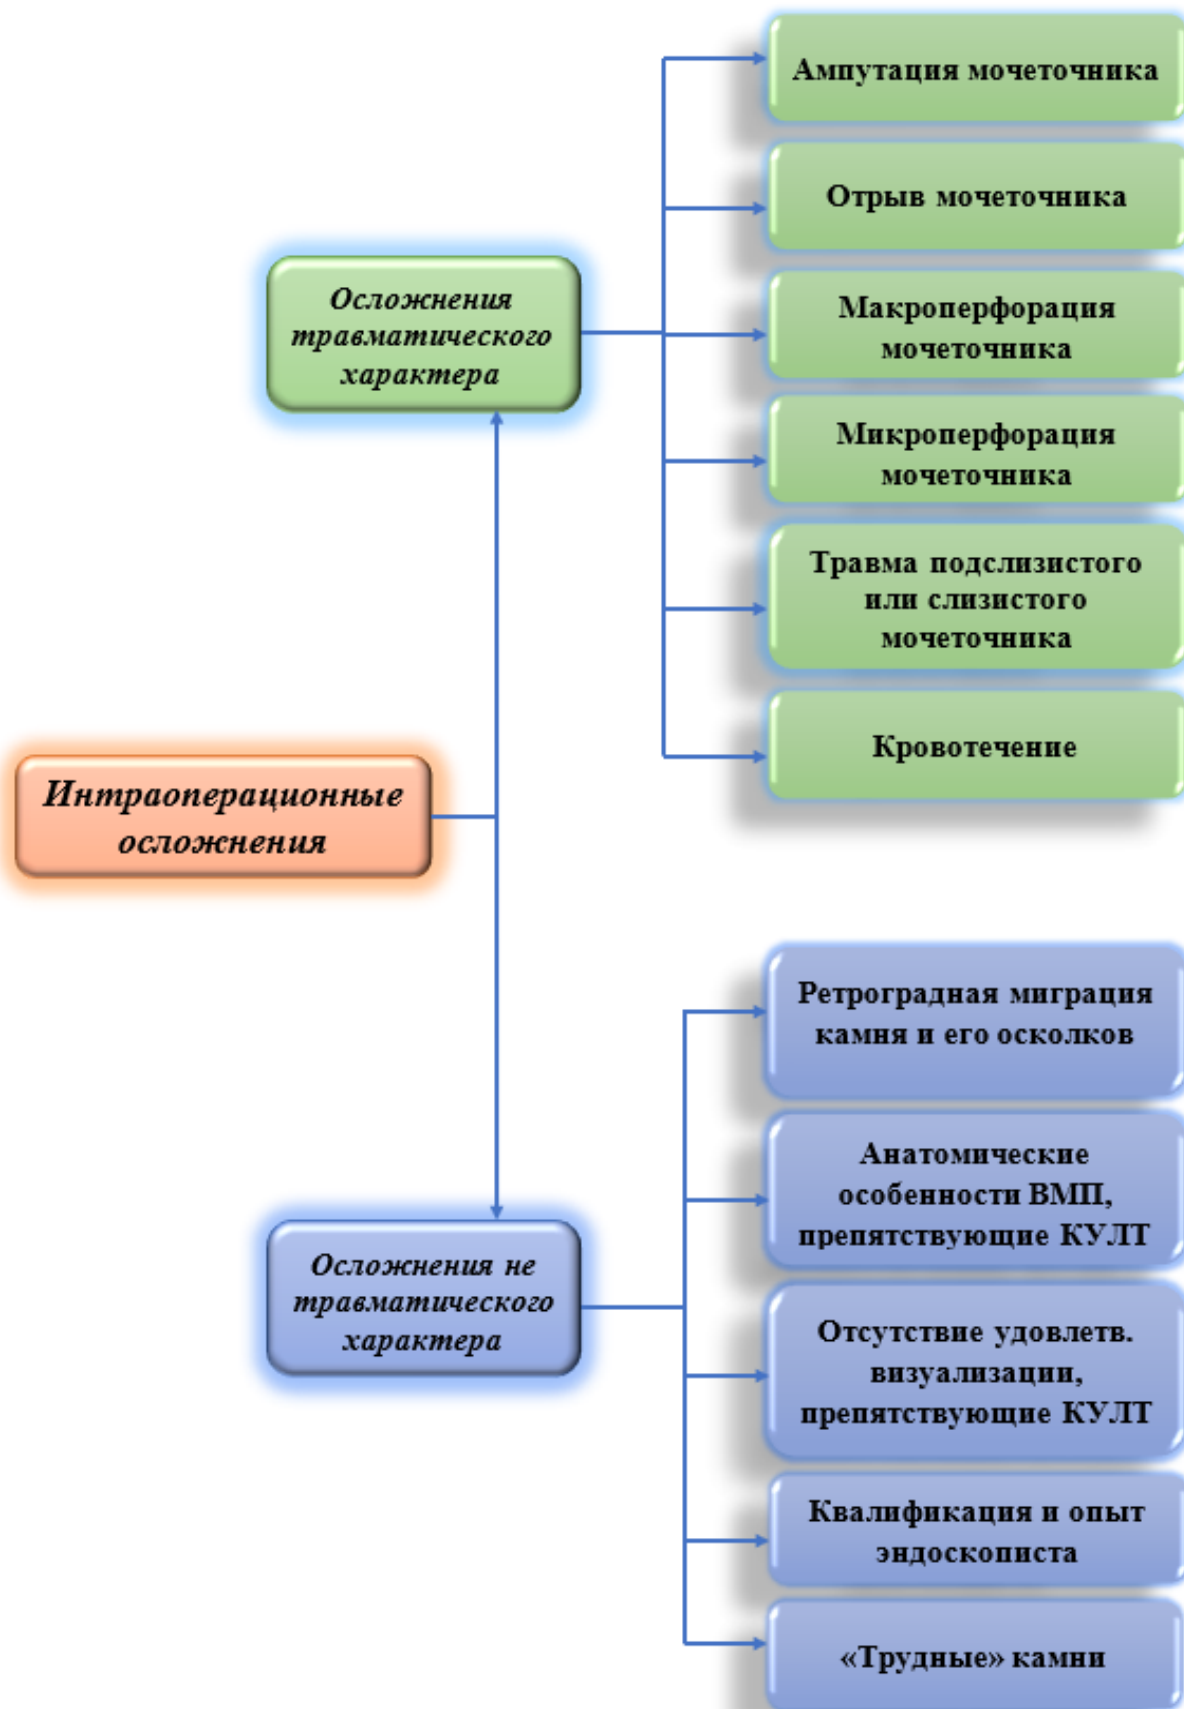 Интраоперационные
осложнения
Осложнения
травматического
характера
Ампутация мочеточника
Отрыв мочеточника
Макроперфорация
мочеточника
Микроперфорация
мочеточника
Травма подслизистого
или слизистого
мочеточника
Кровотечение
Осложнения не
травматического
характера
Ретроградная миграция
камня и его осколков
Анатомические
особенности ВМП,
препятствующие КУЛТ
Отсутствие удовлетв.
визуализации,
препятствующие КУЛТ
Квалификация и опыт
эндоскописта
«Трудные» камни